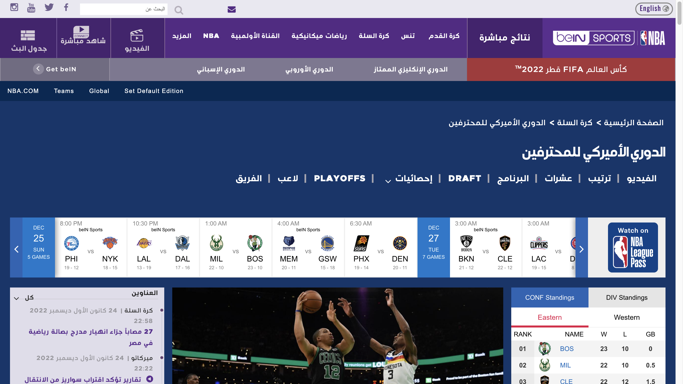 البحث عن
English
جدول البث
شاهد مباشرة
الفيديو
المزيد
NBA
القناة الأولمبية
رياضات ميكانيكية
كرة السلة
تنس
كرة القدم
نتائج مباشرة
beIN SPORTS NBA
Get beIN
الدوري الإسباني
الدوري الأوروبي
الدوري الإنكليزي الممتاز
كأس العالم FIFA قطر 2022™
NBA.COM Teams Global Set Default Edition
الصفحة الرئيسية > كرة السلة > الدوري الأميركي للمحترفين
الدوري الأميركي للمحترفين
الفيديو | ترتيب | عشرات | البرنامج | DRAFT | إحصائيات | PLAYOFFS | لاعب | الفريق
DEC 25 SUN 5 GAMES
8:00 PM beIN Sports
PHI vs NYK
19 - 12 18 - 15
10:30 PM beIN Sports
LAL vs DAL
13 - 19 17 - 16
1:00 AM
MIL vs BOS
22 - 10 23 - 10
4:00 AM beIN Sports
MEM vs GSW
20 - 11 15 - 18
6:30 AM
PHX vs DEN
19 - 14 20 - 11
DEC 27 TUE 7 GAMES
3:00 AM beIN Sports
BKN vs CLE
21 - 12 22 - 12
3:00 AM
LAC vs D
19 - 15
Watch on NBA League Pass
العناوين
كل
كرة السلة | 24 كانون الأول ديسمبر 2022 22:58
27 مصاباً جراء انهيار مدرج بصالة رياضية في مصر
ميركاتو | 24 كانون الأول ديسمبر 2022 22:22
تقارير تؤكد اقتراب سواريز من الانتقال
BOSTON 12
CONF Standings DIV Standings
Eastern Western
RANK NAME W L GB
01 BOS 23 10 0
02 MIL 22 10 0.5
03 CLE 22 12 1.5